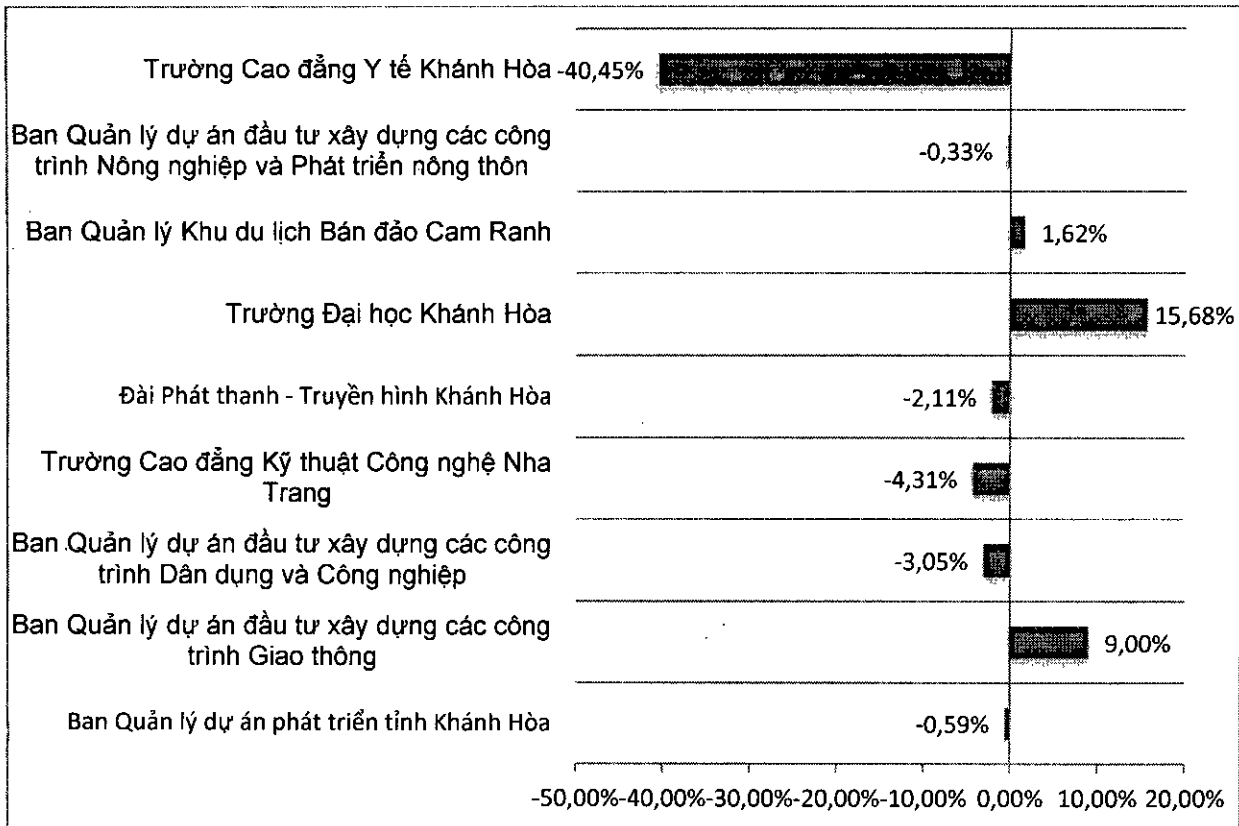 Trường Cao đẳng Y tế Khánh Hòa -40,45%
Ban Quản lý dự án đầu tư xây dựng các công
trình Nông nghiệp và Phát triển nông thôn
-0,33%
Ban Quản lý Khu du lịch Bán đảo Cam Ranh
1,62%
Trường Đại học Khánh Hòa
15,68%
Đài Phát thanh - Truyền hình Khánh Hòa
-2,11%
Trường Cao đẳng Kỹ thuật Công nghệ Nha
Trang
-4,31%
Ban Quản lý dự án đầu tư xây dựng các công
trình Dân dụng và Công nghiệp
-3,05%
Ban Quản lý dự án đầu tư xây dựng các công
trình Giao thông
9,00%
Ban Quản lý dự án phát triển tỉnh Khánh Hòa
-0,59%
-50,00% -40,00% -30,00% -20,00% -10,00% 0,00% 10,00% 20,00%